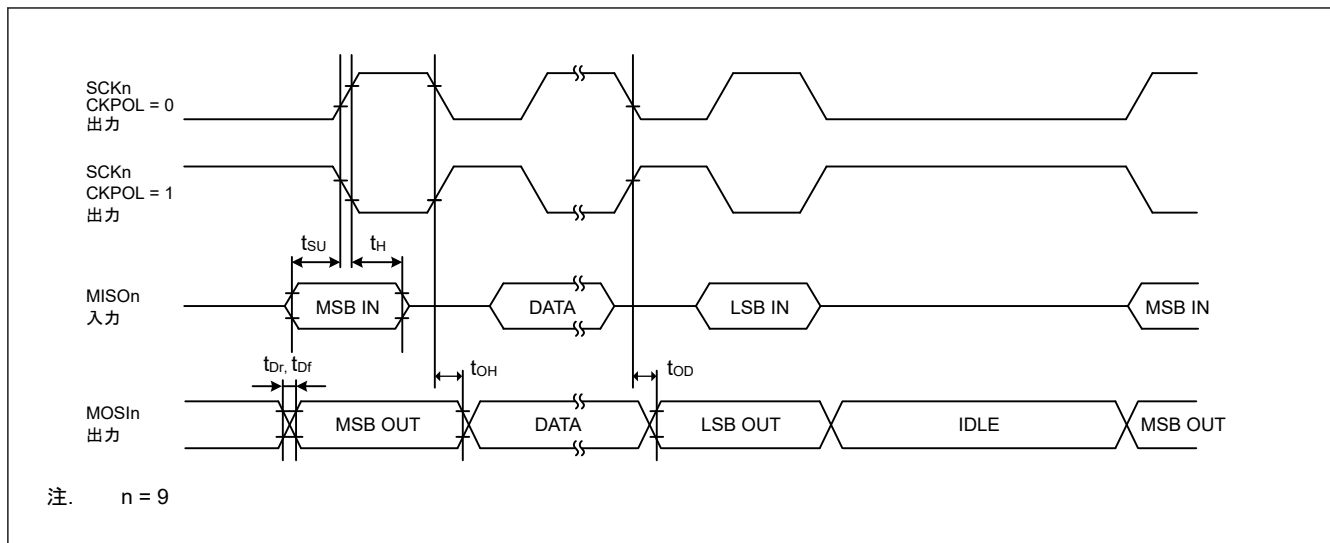 SCKn
CKPOL = 0
出力
SCKn
CKPOL = 1
出力
tSU
tH
MISOn
入力
MSB IN
DATA
LSB IN
MSB IN
tDr, tDf
tOH
tOD
MOSIn
出力
MSB OUT
DATA
LSB OUT
IDLE
MSB OUT
注. n = 9